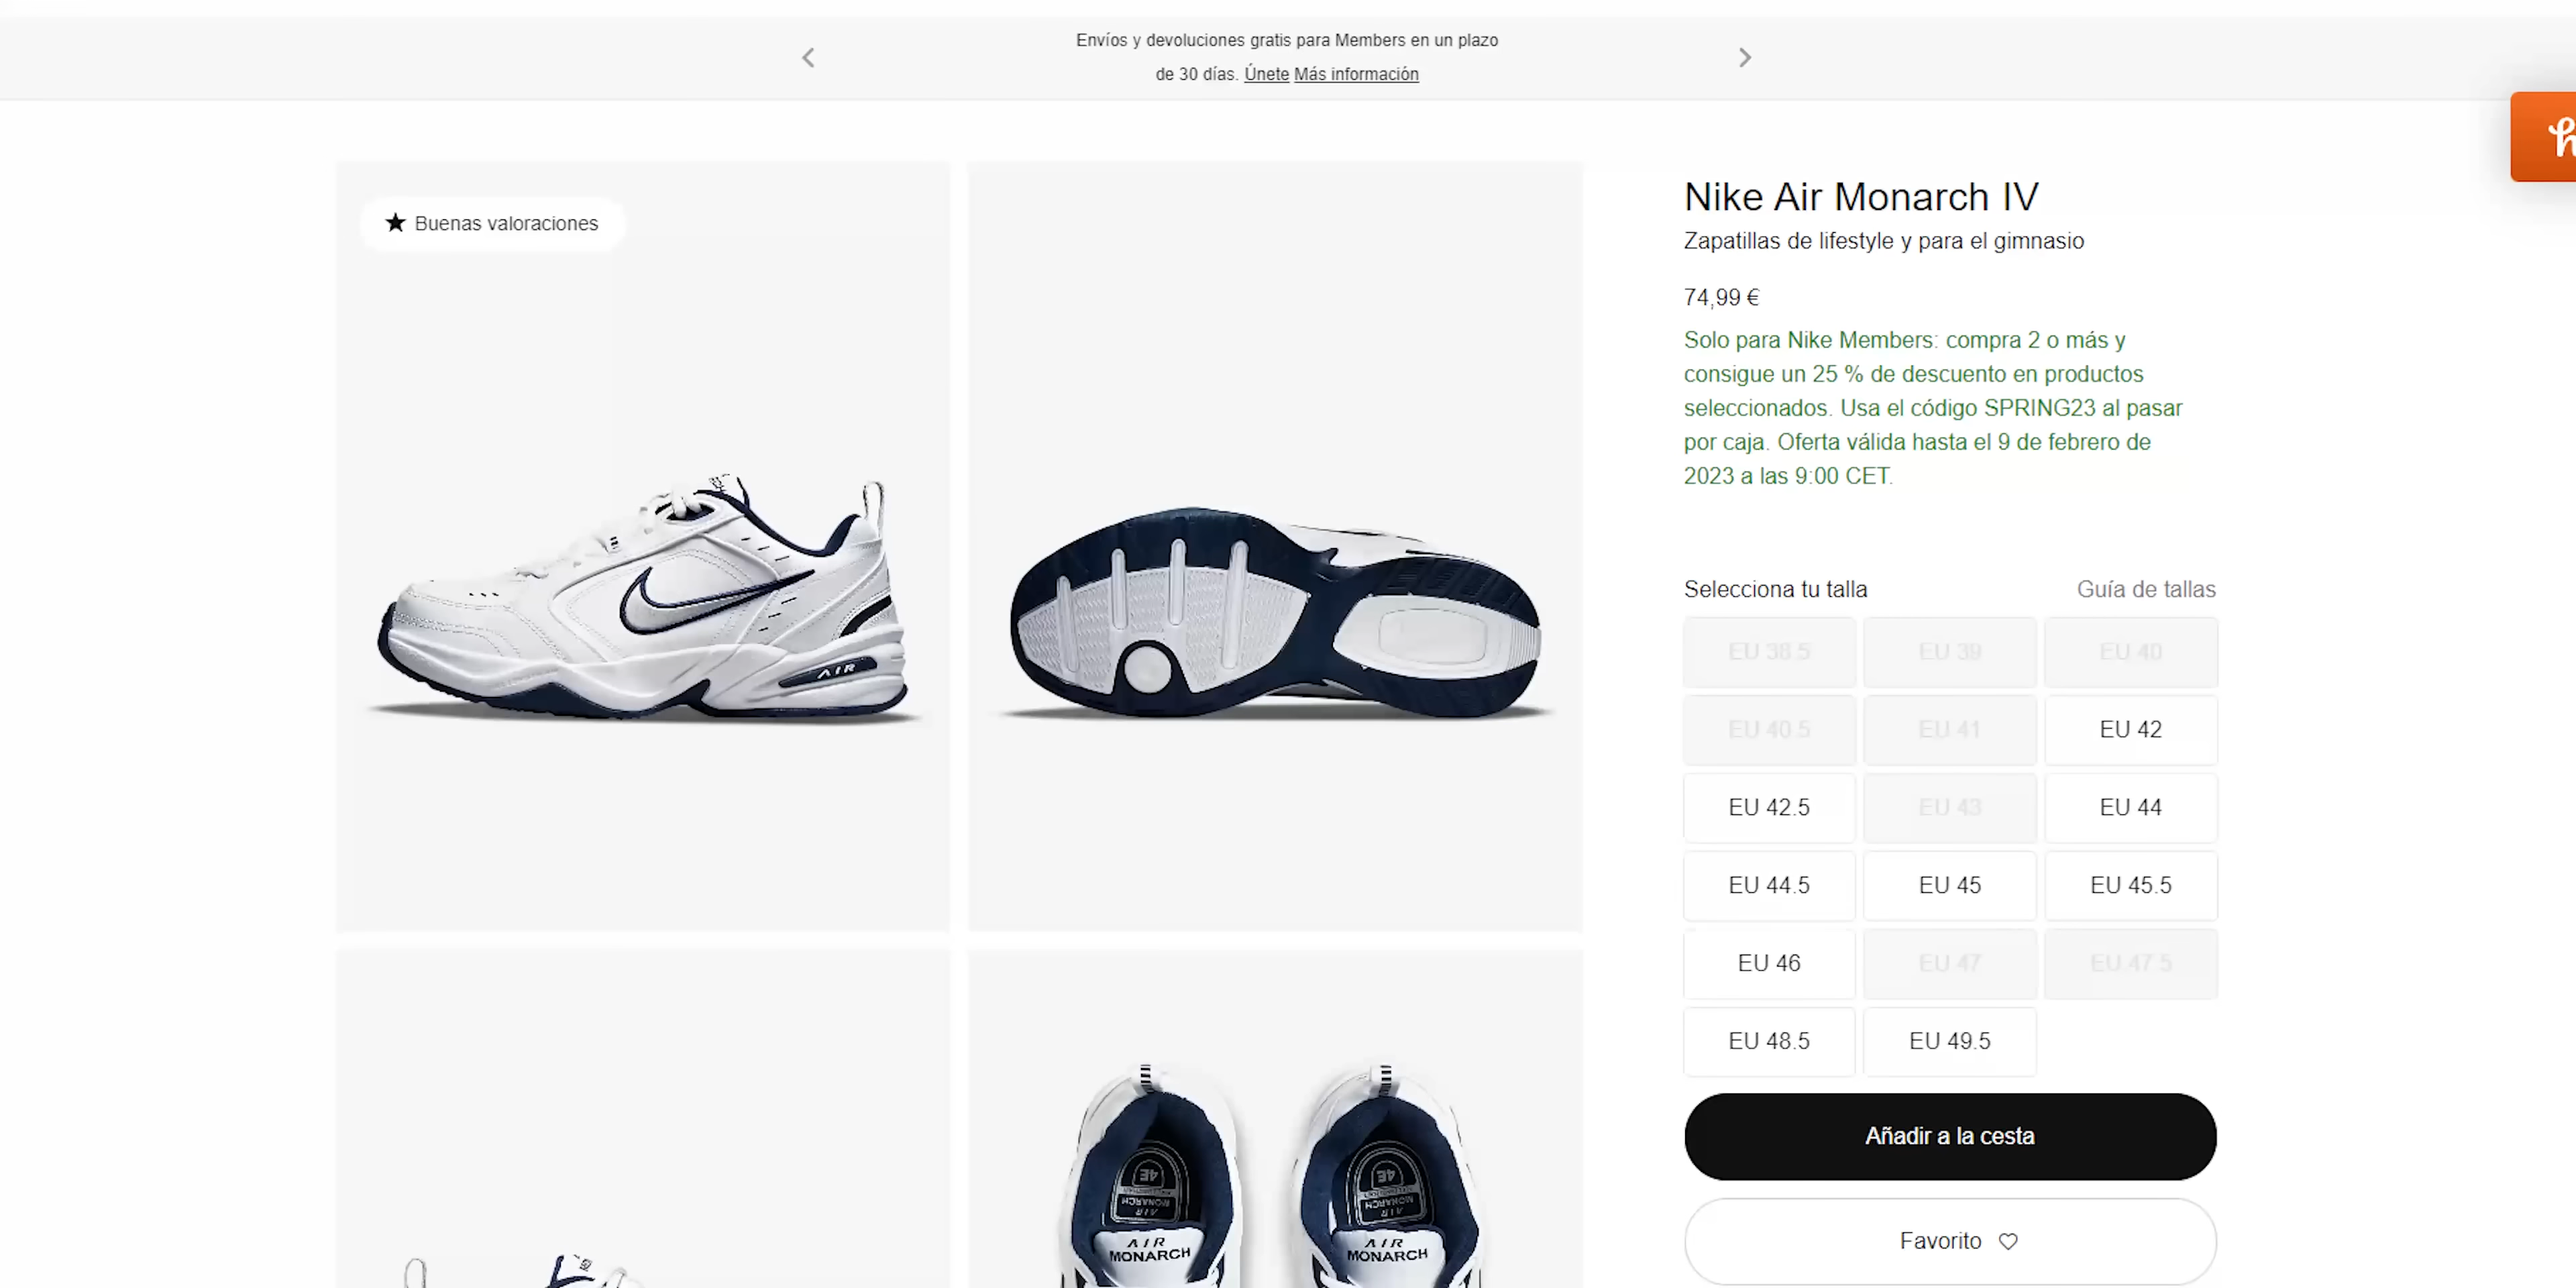 Envíos y devoluciones gratis para Members en un plazo
de 30 días. Únete Más información
★ Buenas valoraciones
AIR
Nike Air Monarch IV
Zapatillas de lifestyle y para el gimnasio
74,99 €
Solo para Nike Members: compra 2 o más y
consigue un 25 % de descuento en productos
seleccionados. Usa el código SPRING23 al pasar
por caja. Oferta válida hasta el 9 de febrero de
2023 a las 9:00 CET.
Selecciona tu talla Guía de tallas
EU 38.5 EU 39 EU 40
EU 40.5 EU 41 EU 42
EU 42.5 EU 43 EU 44
EU 44.5 EU 45 EU 45.5
EU 46 EU 47 EU 47.5
EU 48.5 EU 49.5
Añadir a la cesta
Favorito
4E
MONARCH
AIR
4E
MONARCH
AIR
AIR
MONARCH
AIR
MONARCH